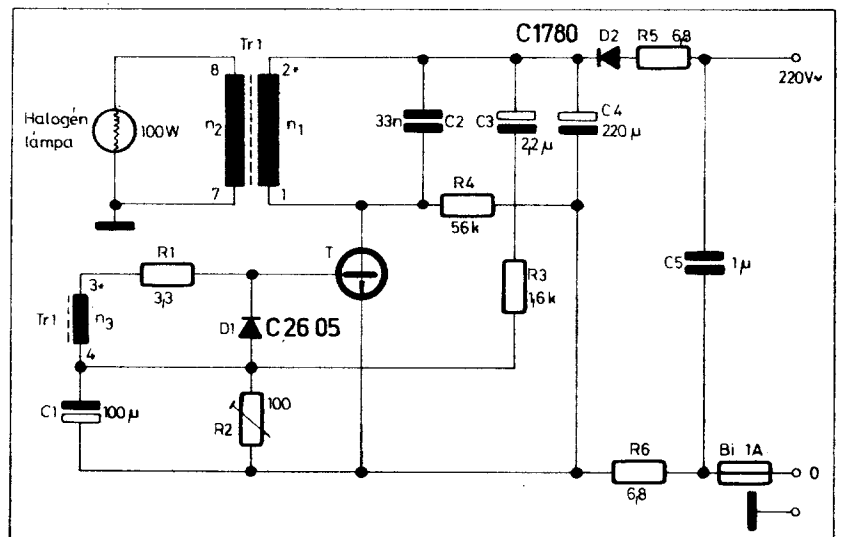 C1780
D2
R5
6,8
220V~
Tr1
8
2*
Halogén
lámpa
100W
n2
n1
7
1
33n
C2
C3
2,2µ
C4
220µ
R4
56k
T
R1
3,3
3*
Tr1
n3
4
D1
C2605
R3
1,6k
C5
1µ
C1
100µ
R2
100
R6
6,8
Bi 1A
0